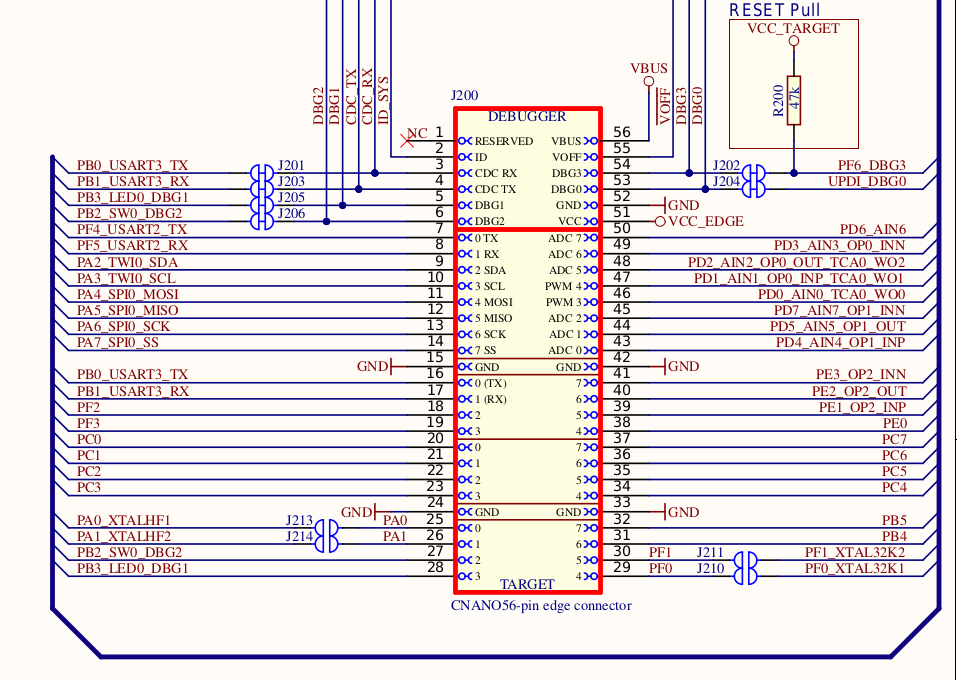 RESET Pull
VCC_TARGET
R200
47k
VBUS
DBG2
DBG1
CDC_TX
CDC_RX
ID_SYS
VOFF
DBG3
DBG0
J200
DEBUGGER
NC 1 RESERVED VBUS 56
2 ID VOFF 55
PB0_USART3_TX J201 3 CDC RX DBG3 54 J202 PF6_DBG3
PB1_USART3_RX J203 4 CDC TX DBG0 53 J204 UPDI_DBG0
PB3_LED0_DBG1 J205 5 DBG1 GND 52 GND
PB2_SW0_DBG2 J206 6 DBG2 VCC 51 VCC_EDGE
PF4_USART2_TX 7 0 TX ADC 7 50 PD6_AIN6
PF5_USART2_RX 8 1 RX ADC 6 49 PD3_AIN3_OP0_INN
PA2_TWI0_SDA 9 2 SDA ADC 5 48 PD2_AIN2_OP0_OUT_TCA0_WO2
PA3_TWI0_SCL 10 3 SCL PWM 4 47 PD1_AIN1_OP0_INP_TCA0_WO1
PA4_SPI0_MOSI 11 4 MOSI PWM 3 46 PD0_AIN0_TCA0_WO0
PA5_SPI0_MISO 12 5 MISO ADC 2 45 PD7_AIN7_OP1_INN
PA6_SPI0_SCK 13 6 SCK ADC 1 44 PD5_AIN5_OP1_OUT
PA7_SPI0_SS 14 7 SS ADC 0 43 PD4_AIN4_OP1_INP
GND 15 GND GND 42 GND
PB0_USART3_TX 16 0 (TX) 7 41 PE3_OP2_INN
PB1_USART3_RX 17 1 (RX) 6 40 PE2_OP2_OUT
PF2 18 2 5 39 PE1_OP2_INP
PF3 19 3 4 38 PE0
PC0 20 0 7 37 PC7
PC1 21 1 6 36 PC6
PC2 22 2 5 35 PC5
PC3 23 3 4 34 PC4
GND 24 GND GND 33 GND
PA0_XTALHF1 J213 PA0 25 0 7 32 PB5
PA1_XTALHF2 J214 PA1 26 1 6 31 PB4
PB2_SW0_DBG2 27 2 5 30 PF1 J211 PF1_XTAL32K2
PB3_LED0_DBG1 28 3 4 29 PF0 J210 PF0_XTAL32K1
TARGET
CNANO56-pin edge connector